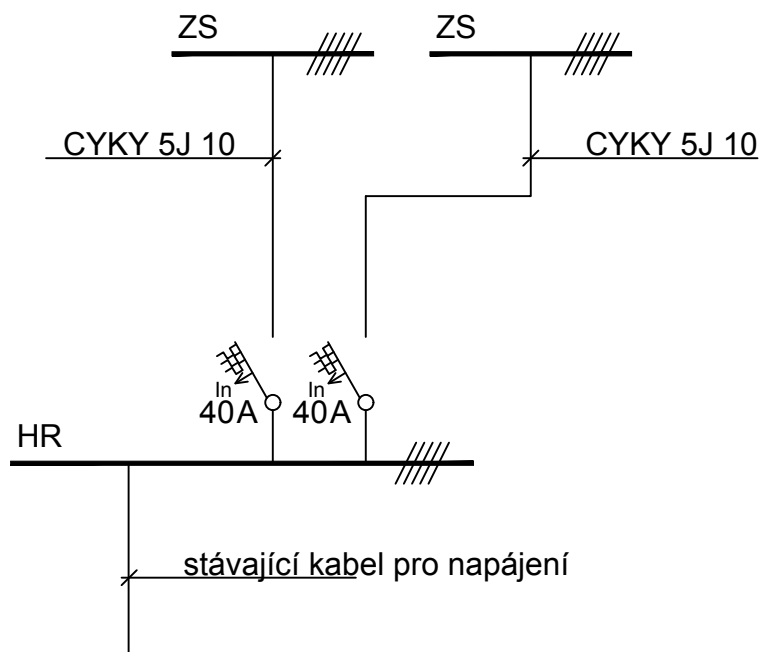 ZS
ZS
CYKY 5J 10
CYKY 5J 10
In
40A
In
40A
HR
stávající kabel pro napájení